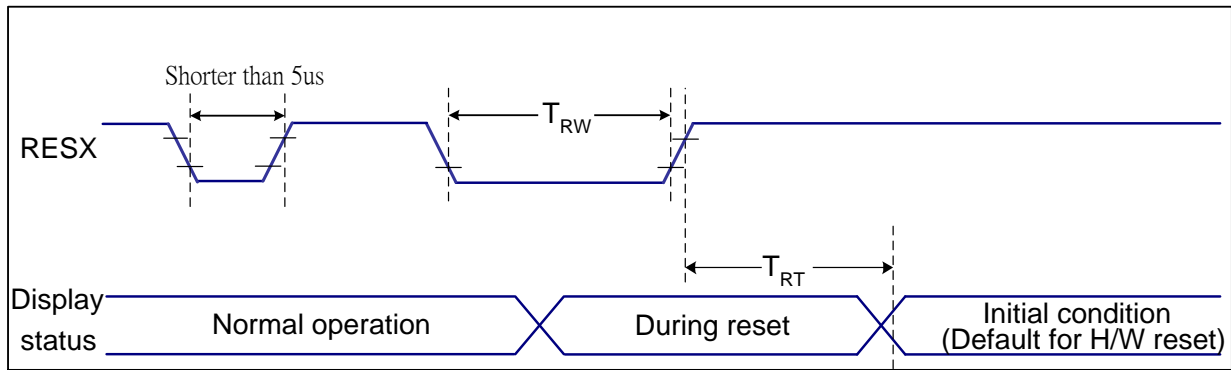 Shorter than 5us
TRW
RESX
TRT
Display
status
Normal operation
During reset
Initial condition
(Default for H/W reset)